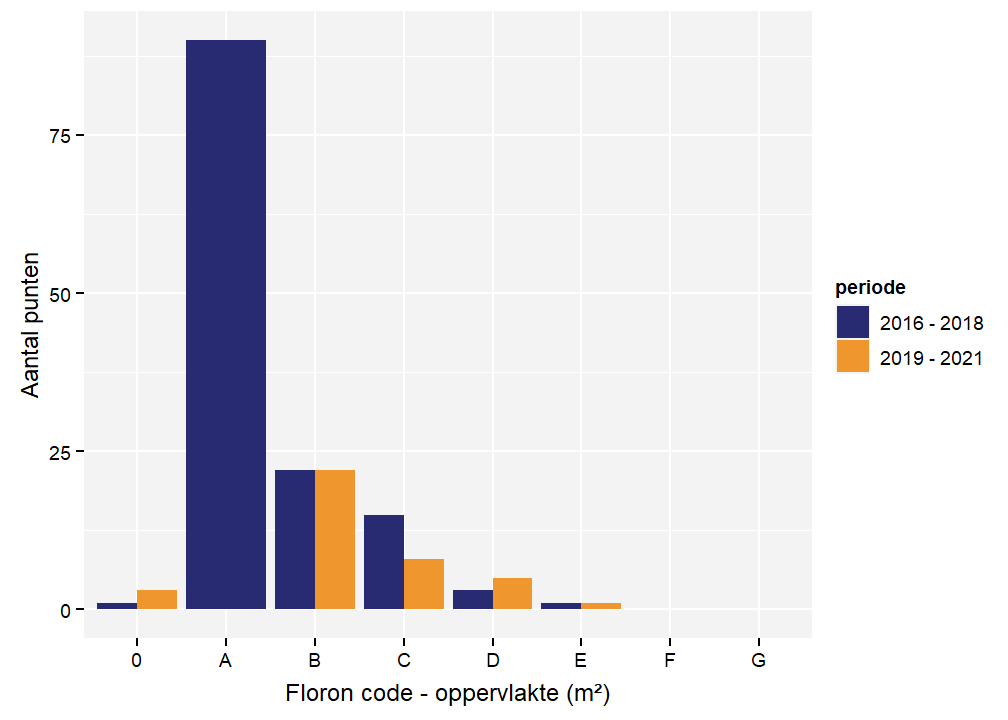 Aantal punten
75
50
25
0
0 A B C D E F G
Floron code - oppervlakte (m²)
periode
2016 - 2018
2019 - 2021